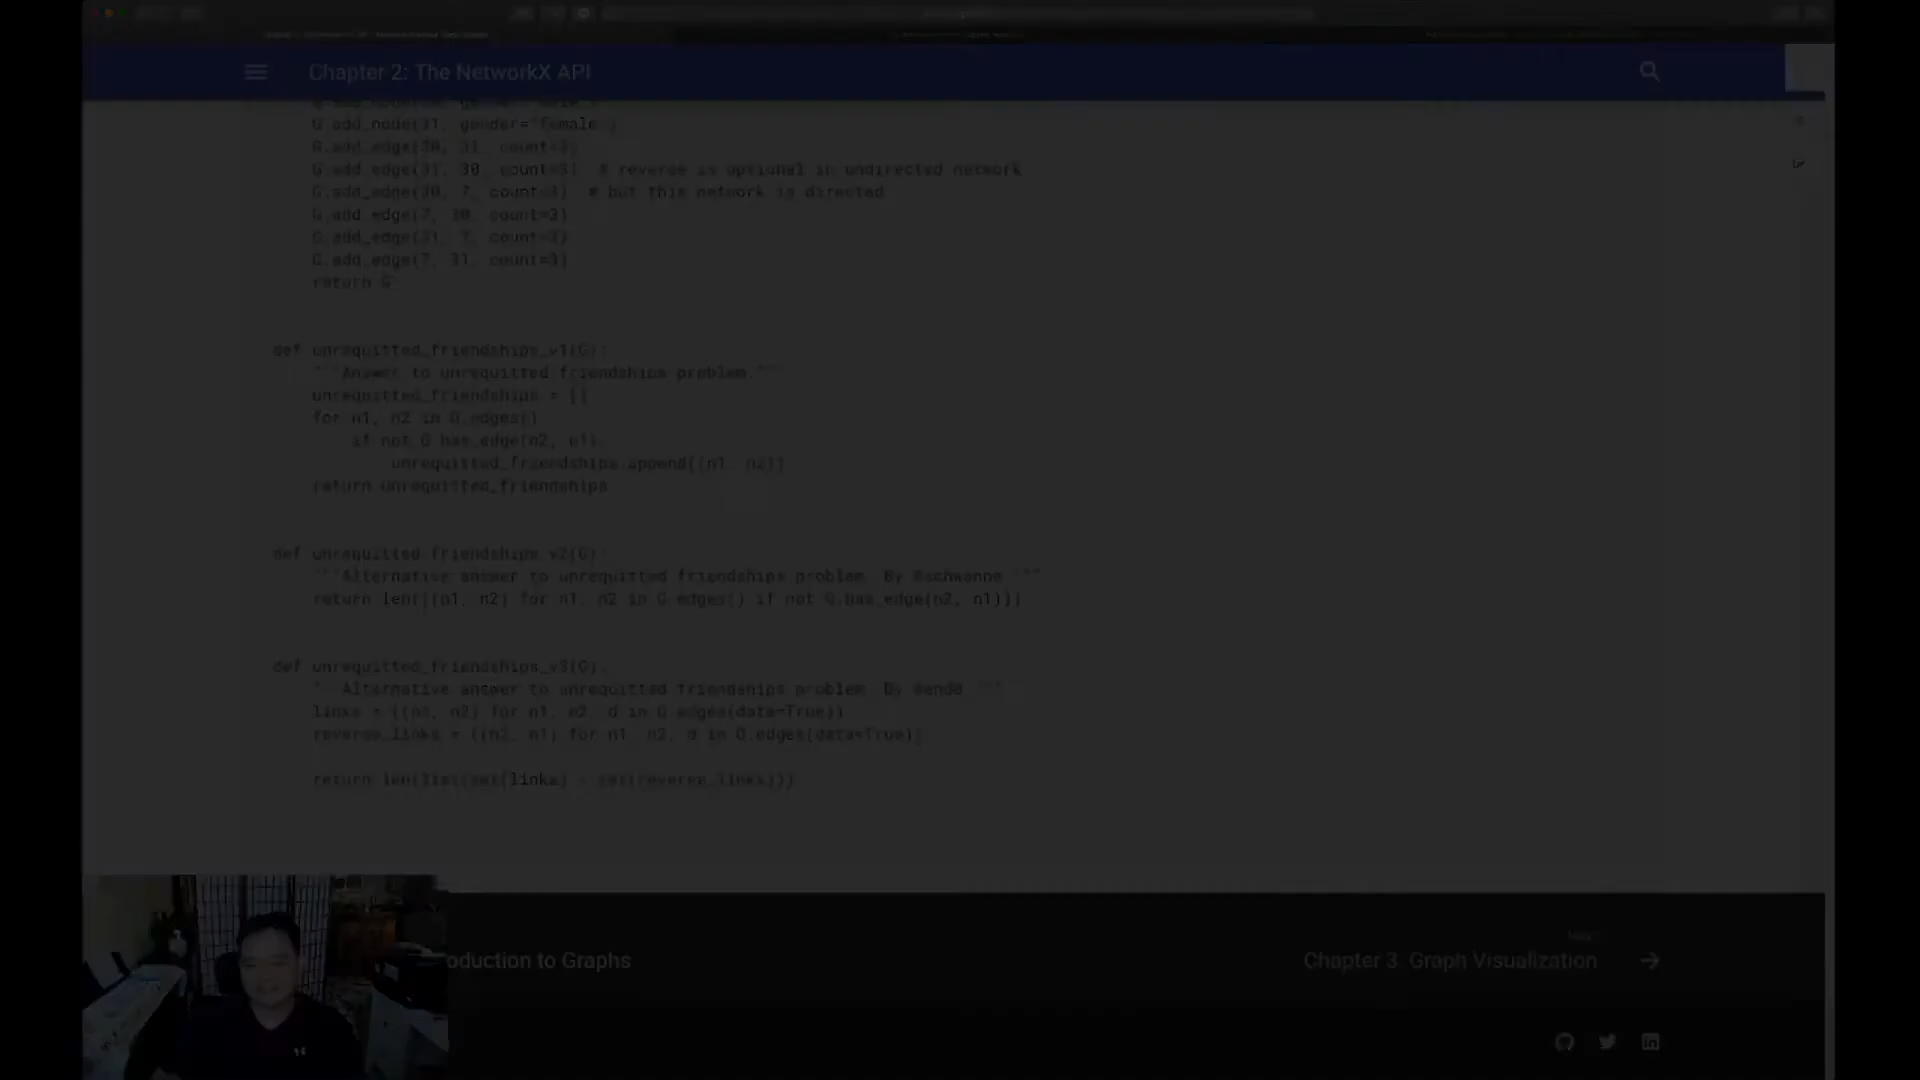 Chapter 2: The NetworkX API
G.add_node(31, gender="female")
G.add_edge(30, 31, count=3)
G.add_edge(31, 30, count=3)  # reverse is optional in undirected network
G.add_edge(30, 7, count=3)  # but this network is directed
G.add_edge(7, 30, count=3)
G.add_edge(31, 7, count=3)
G.add_edge(7, 31, count=3)
return G
def unrequitted_friendships_v1(G):
"""Answer to unrequitted friendships problem."""
unrequitted_friendships = []
for n1, n2 in G.edges():
if not G.has_edge(n2, n1):
unrequitted_friendships.append((n1, n2))
return unrequitted_friendships
def unrequitted_friendships_v2(G):
"""Alternative answer to unrequitted friendships problem. By @schwanne."""
return len([(n1, n2) for n1, n2 in G.edges() if not G.has_edge(n2, n1)])
def unrequitted_friendships_v3(G):
"""Alternative answer to unrequitted friendships problem. By @end0."""
links = ((n1, n2) for n1, n2, d in G.edges(data=True))
reverse_links = ((n2, n1) for n1, n2, d in G.edges(data=True))
return len(list(set(links) - set(reverse_links)))
oduction to Graphs
Next
Chapter 3: Graph Visualization